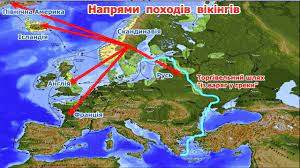 Напрями походів вікінгів
Північна Америка
Ісландія
Скандинавія
Русь
Торгівельний шлях
"із варяг у греки"
Англія
Франція